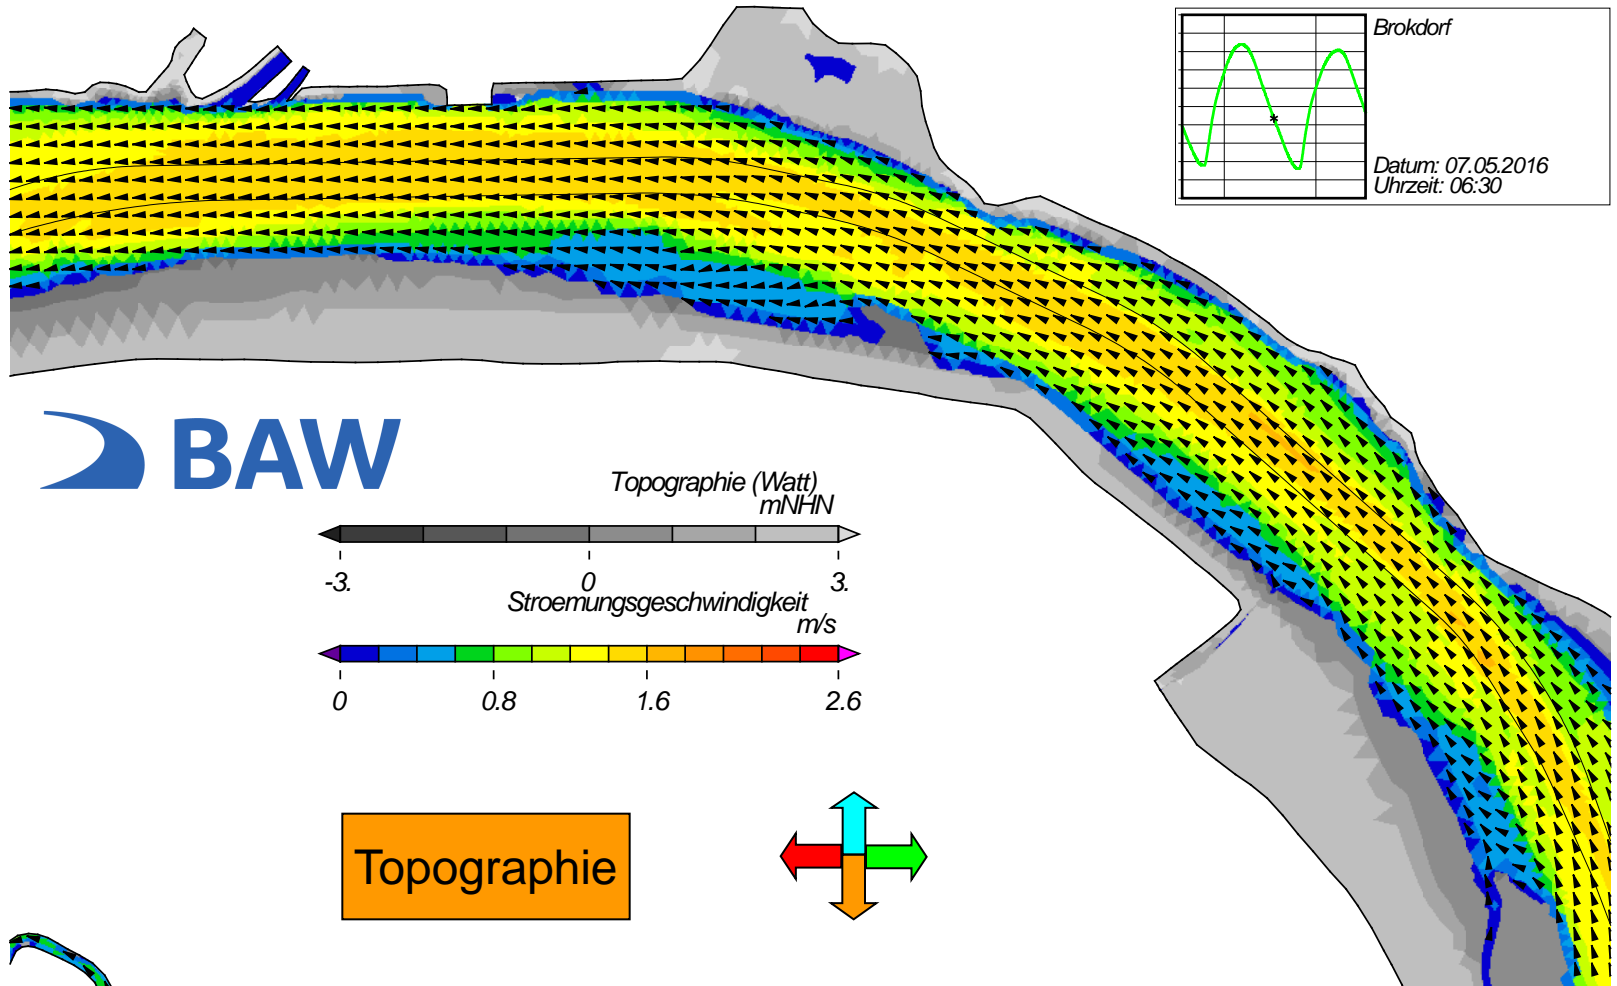 Brokdorf
Datum: 07.05.2016
Uhrzeit: 06:30
BAW
Topographie (Watt)
mNHN
-3. 0 3.
Stroemungsgeschwindigkeit
m/s
0 0.8 1.6 2.6
Topographie